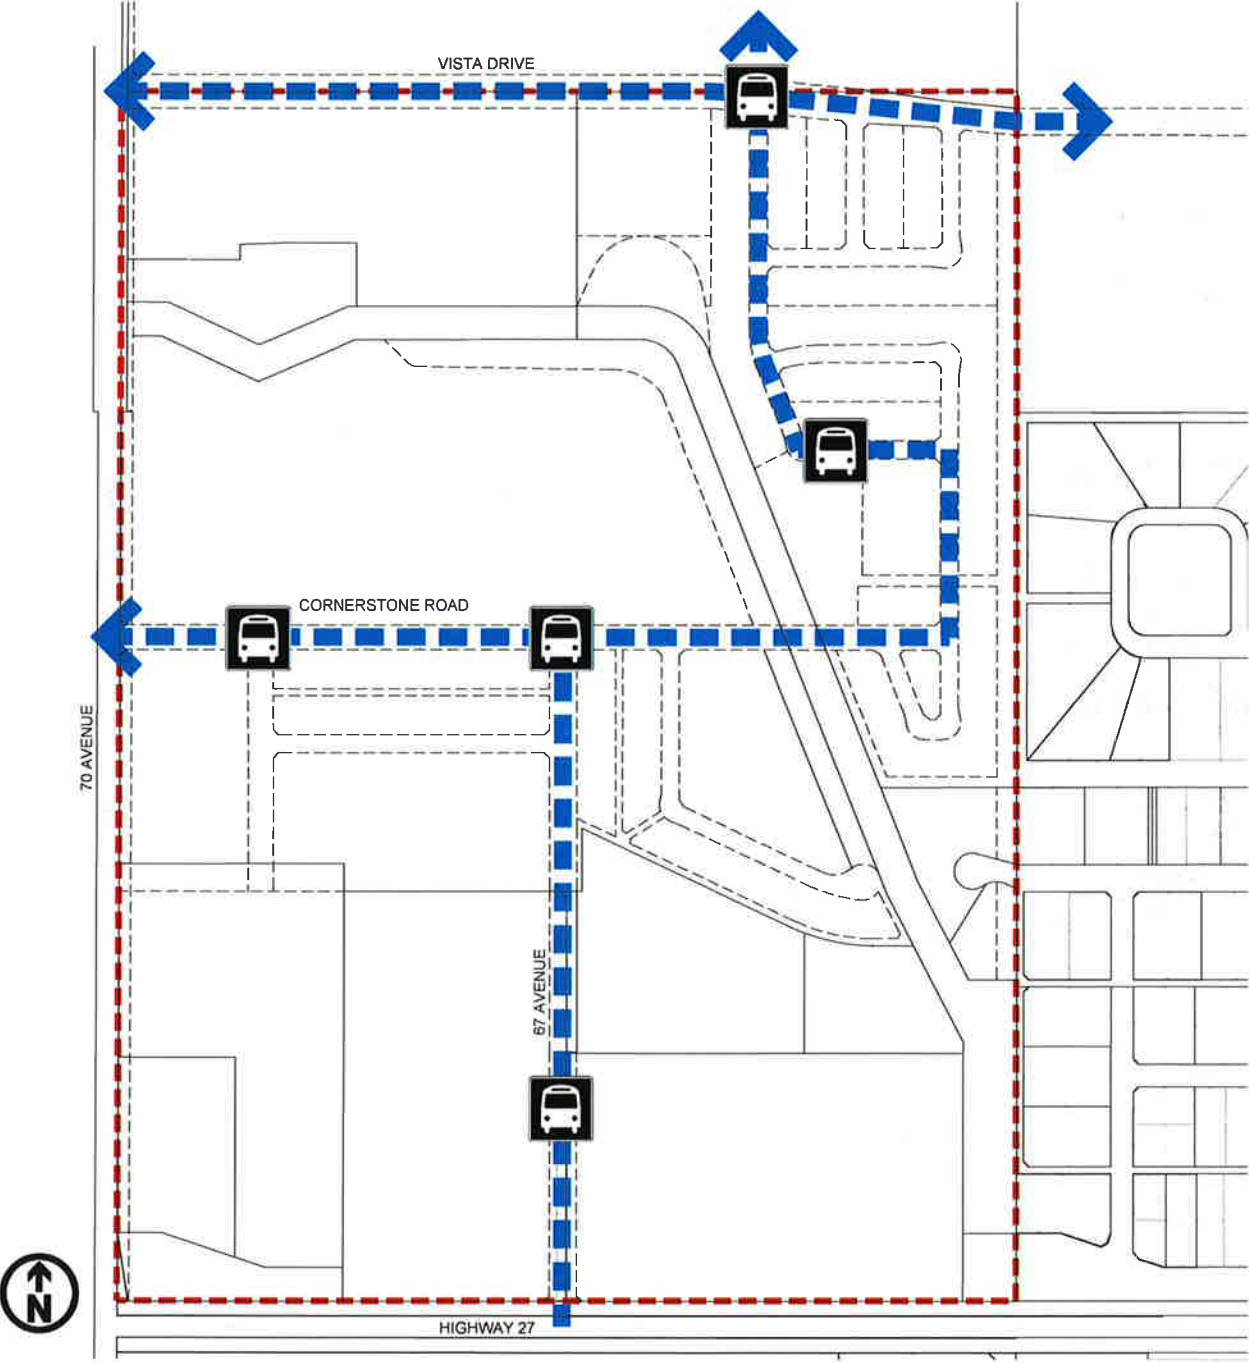 VISTA DRIVE
CORNERSTONE ROAD
70 AVENUE
67 AVENUE
N
HIGHWAY 27